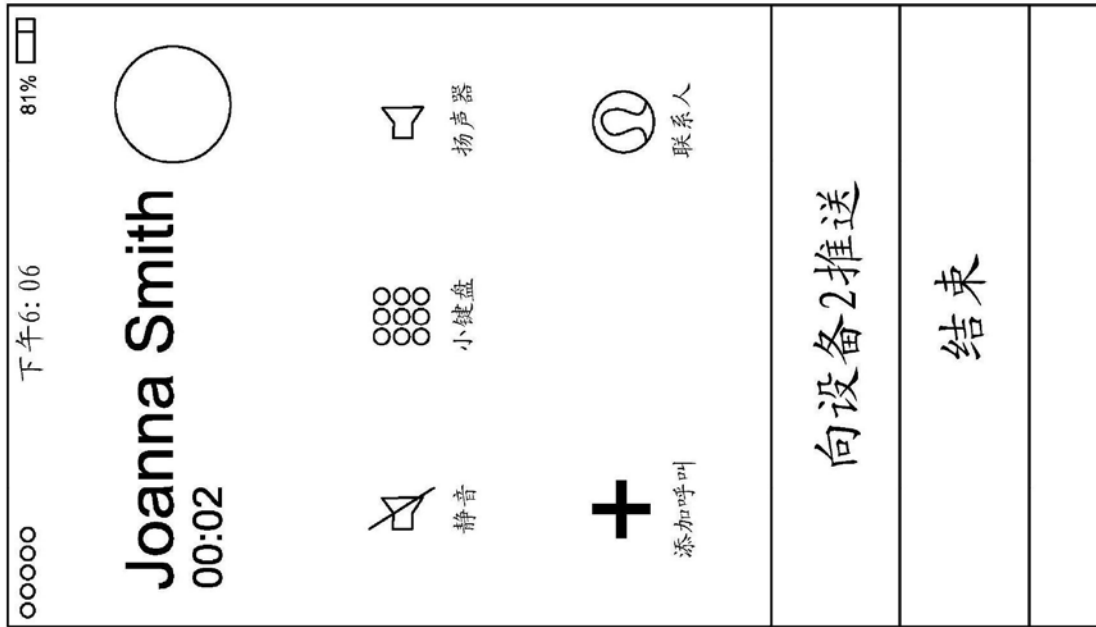 ooooo 下午6:06 81%
Joanna Smith
00:02
静音 小键盘 扬声器
添加呼叫 联系人
向设备2推送
结束